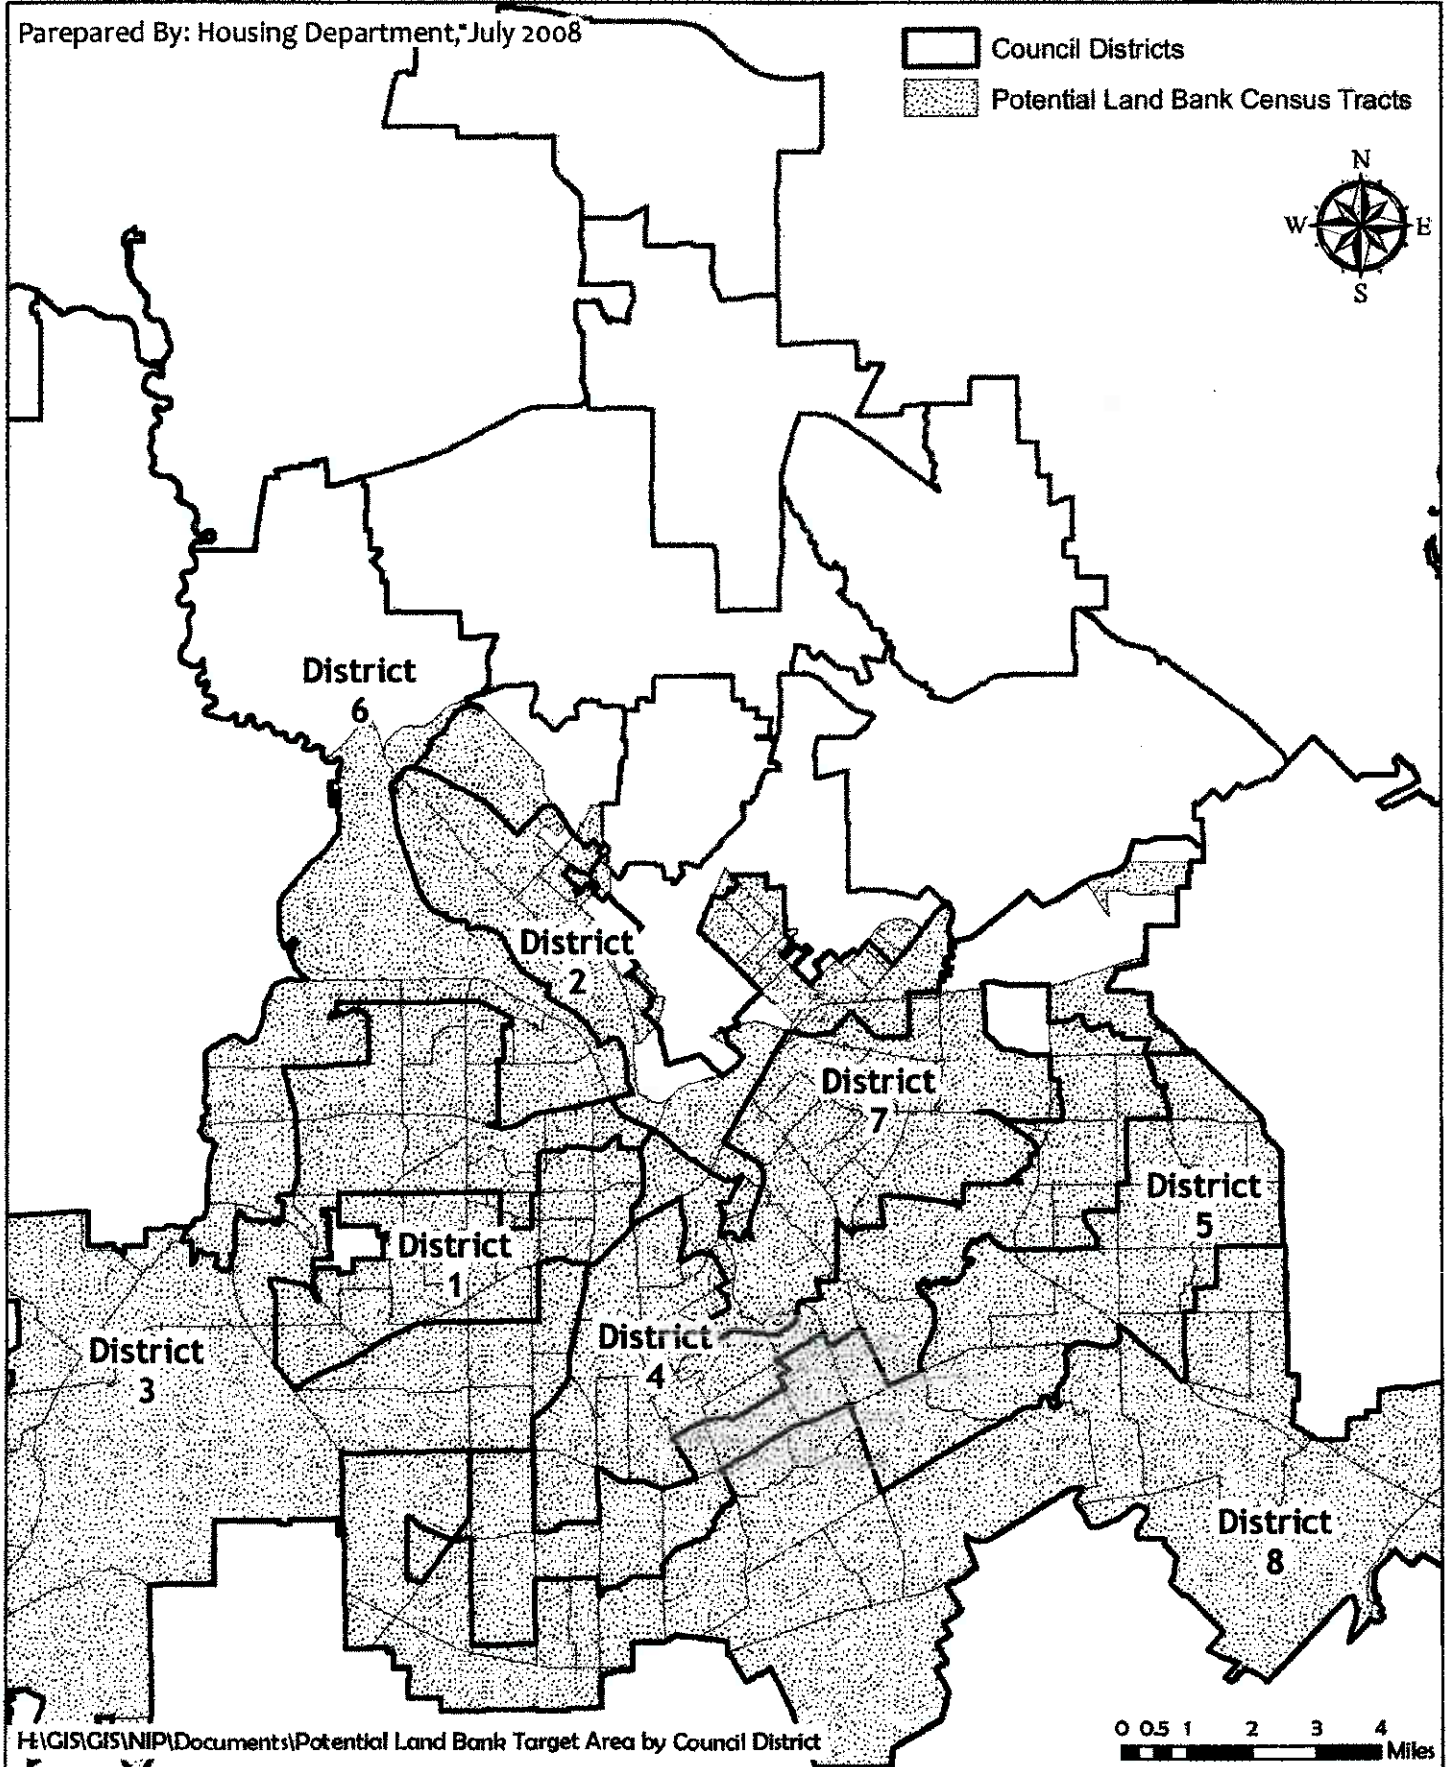 Parepared By: Housing Department, July 2008
Council Districts
Potential Land Bank Census Tracts
N
W
E
S
District
6
District
2
District
7
District
5
District
1
District
4
District
3
District
8
H:\GIS\GIS\NIP\Documents\Potential Land Bank Target Area by Council District
0 0.5 1 2 3 4
Miles